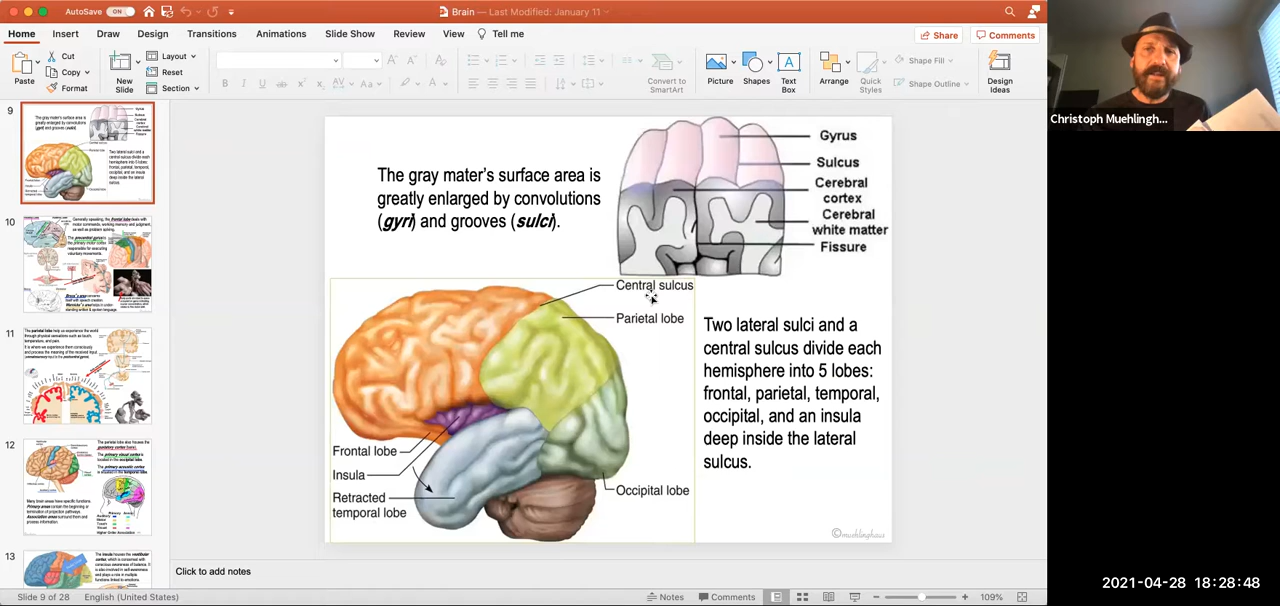 AutoSave ON
Brain — Last Modified: January 11
Home Insert Draw Design Transitions Animations Slide Show Review View Tell me
Share Comments
Paste
Cut
Copy
Format
New
Slide
Layout
Reset
Section
Convert to
SmartArt
Picture
Shapes
Text
Box
Arrange
Quick
Styles
Shape Fill
Shape Outline
Design
Ideas
9
10
11
12
13
The gray mater's surface area is
greatly enlarged by convolutions
(gyri) and grooves (sulci).
Gyrus
Sulcus
Cerebral
cortex
Cerebral
white matter
Fissure
Central sulcus
Parietal lobe
Frontal lobe
Insula
Retracted
temporal lobe
Occipital lobe
Two lateral sulci and a
central sulcus divide each
hemisphere into 5 lobes:
frontal, parietal, temporal,
occipital, and an insula
deep inside the lateral
sulcus.
©muehlinghaus
Click to add notes
Slide 9 of 28 English (United States)
Notes Comments 109%
Christoph Muehlingh...
2021-04-28 18:28:48